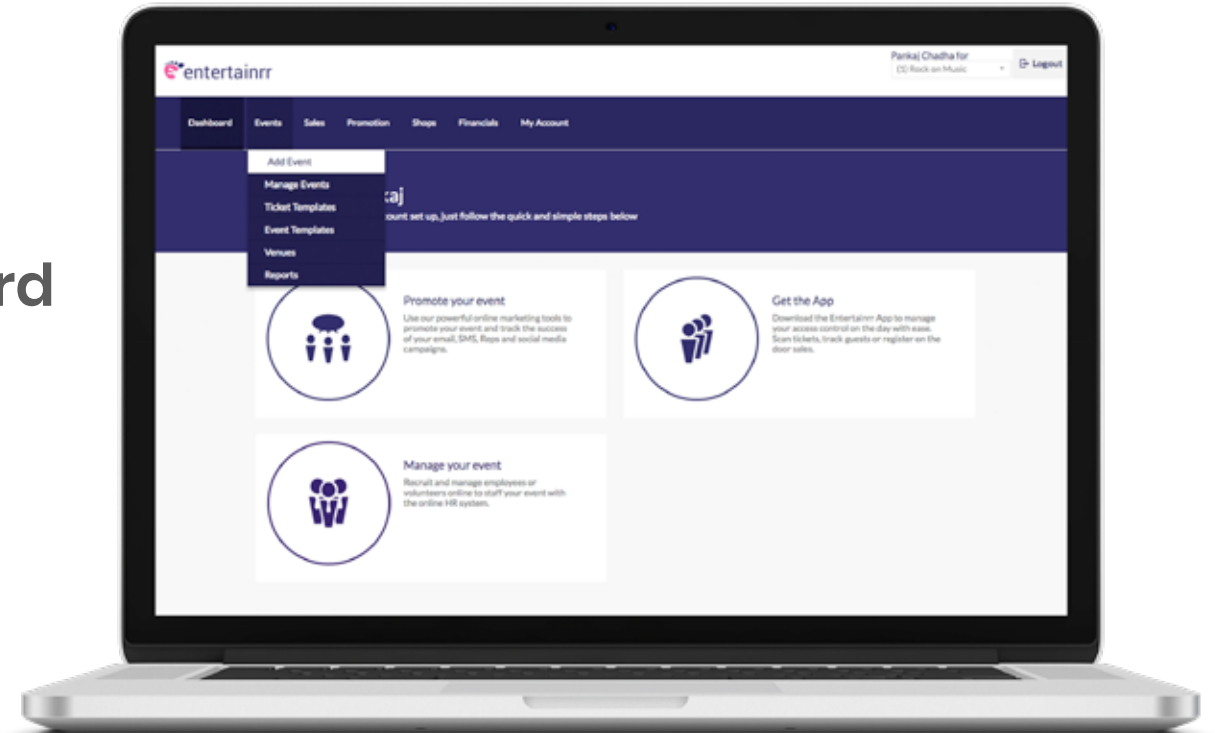 rd
entertainrr
Pankaj Chadha for
(1) Rock on Music
Logout
Dashboard Events Sales Promotion Shops Financials My Account
Add Event
Manage Events
Ticket Templates
Event Templates
Venues
Reports
kaj
ount set up, just follow the quick and simple steps below
Promote your event
Use our powerful online marketing tools to
promote your event and track the success
of your email, SMS, Reps and social media
campaigns.
Get the App
Download the Entertainrr App to manage
your access control on the day with ease.
Scan tickets, track guests or register on the
door sales.
Manage your event
Recruit and manage employees or
volunteers online to staff your event with
the online HR system.